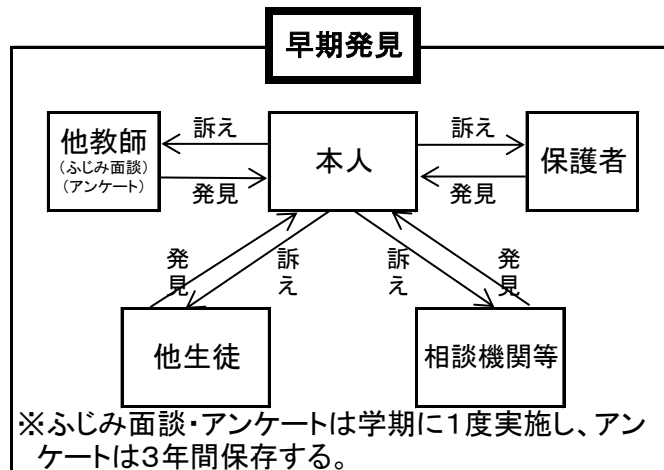 早期発見
他教師
(ふじみ面談)
(アンケート)
訴え
発見
本人
訴え
発見
保護者
発見
訴え
訴え
発見
他生徒
相談機関等
※ふじみ面談・アンケートは学期に1度実施し、アン
ケートは3年間保存する。